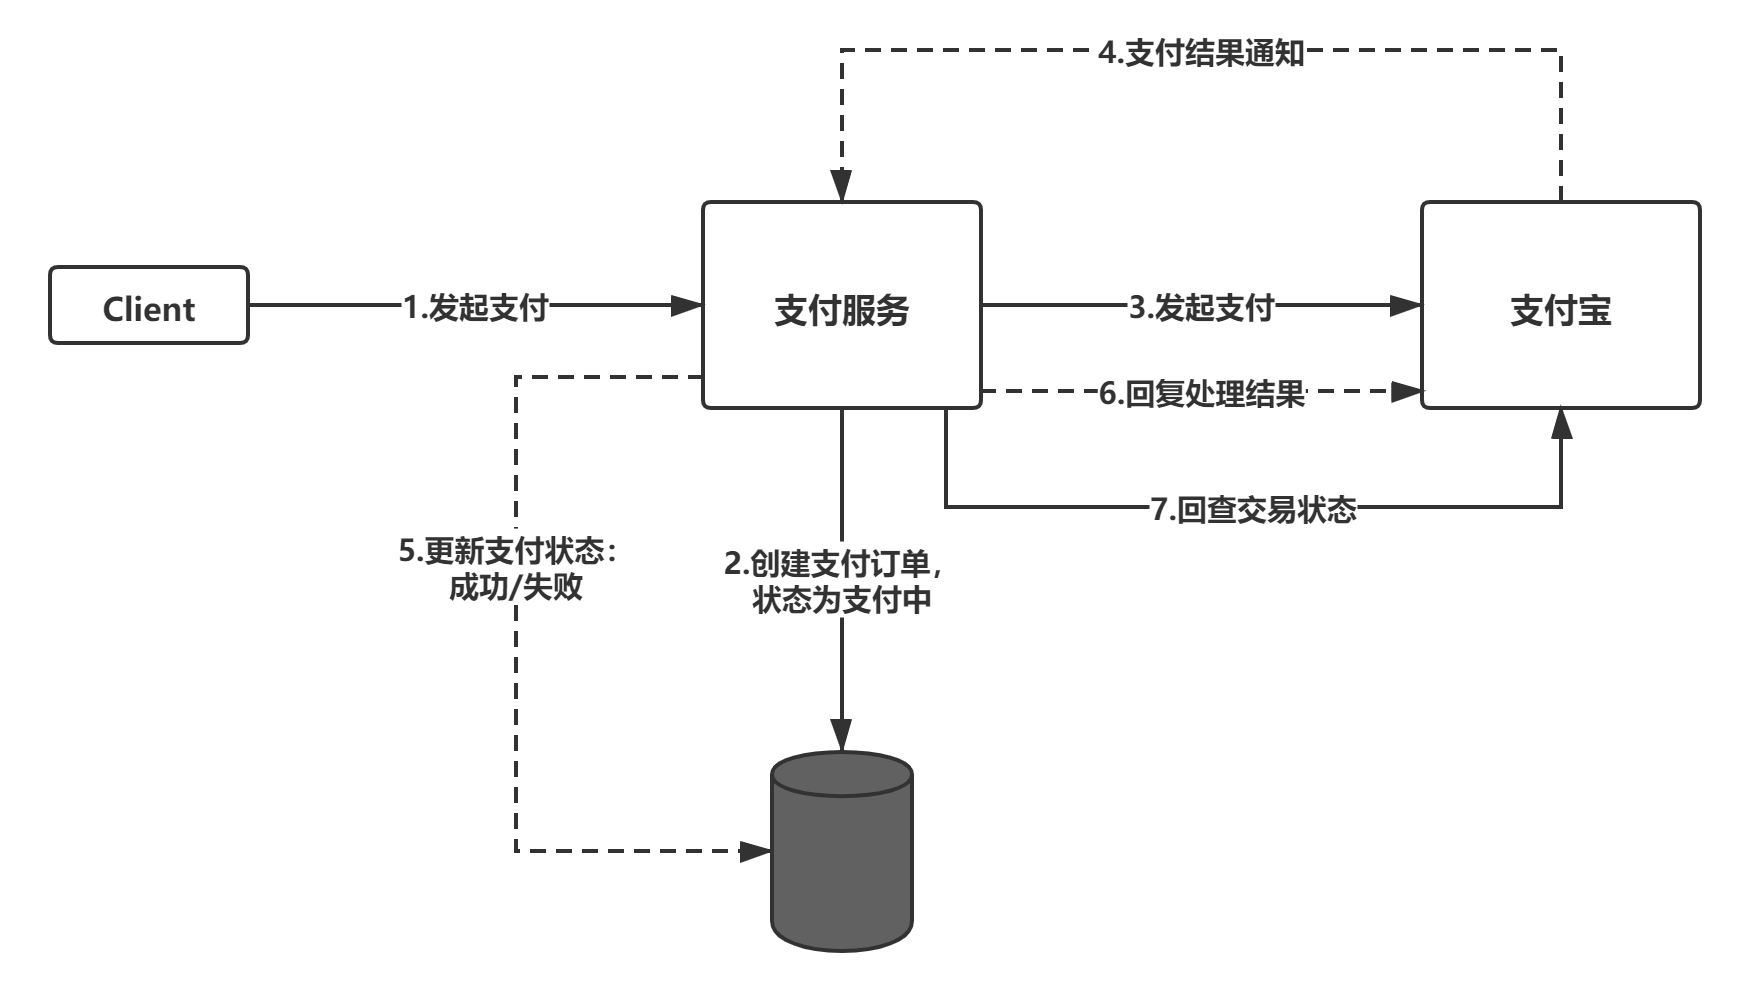 4.支付结果通知
Client
1.发起支付
支付服务
3.发起支付
支付宝
6.回复处理结果
7.回查交易状态
5.更新支付状态：
成功/失败
2.创建支付订单，
状态为支付中